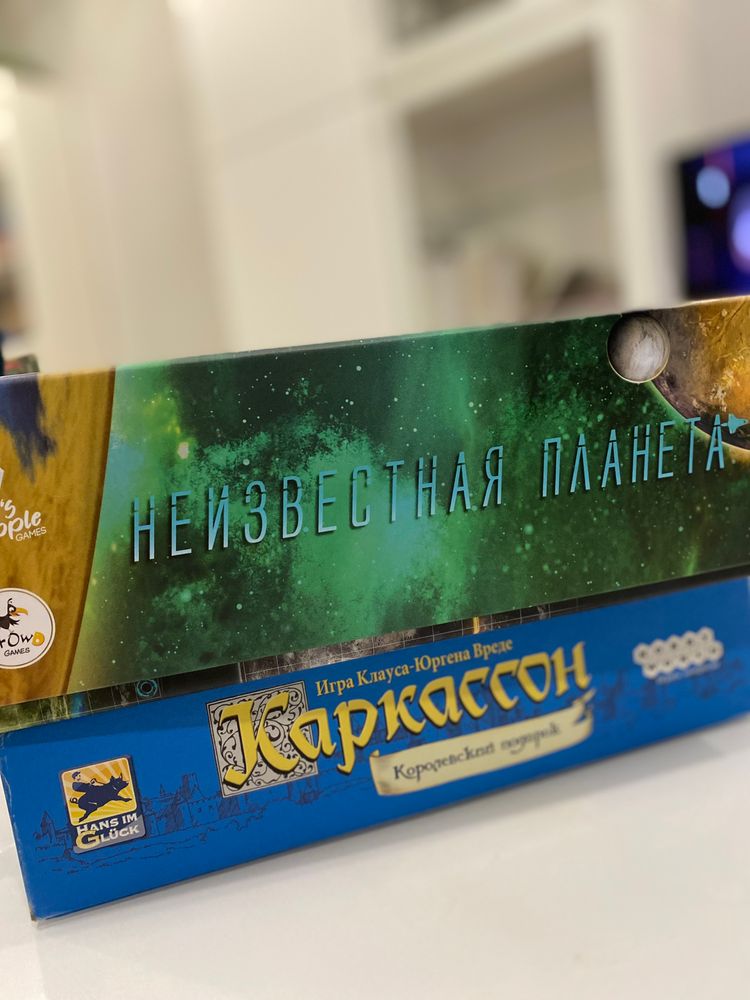 НЕИЗВЕСТНАЯ ПЛАНЕТА
GAMES
GAMES
Игра Клауса-Юргена Вреде
Каркассон
Королевский подарок
HANS IM
GLÜCK